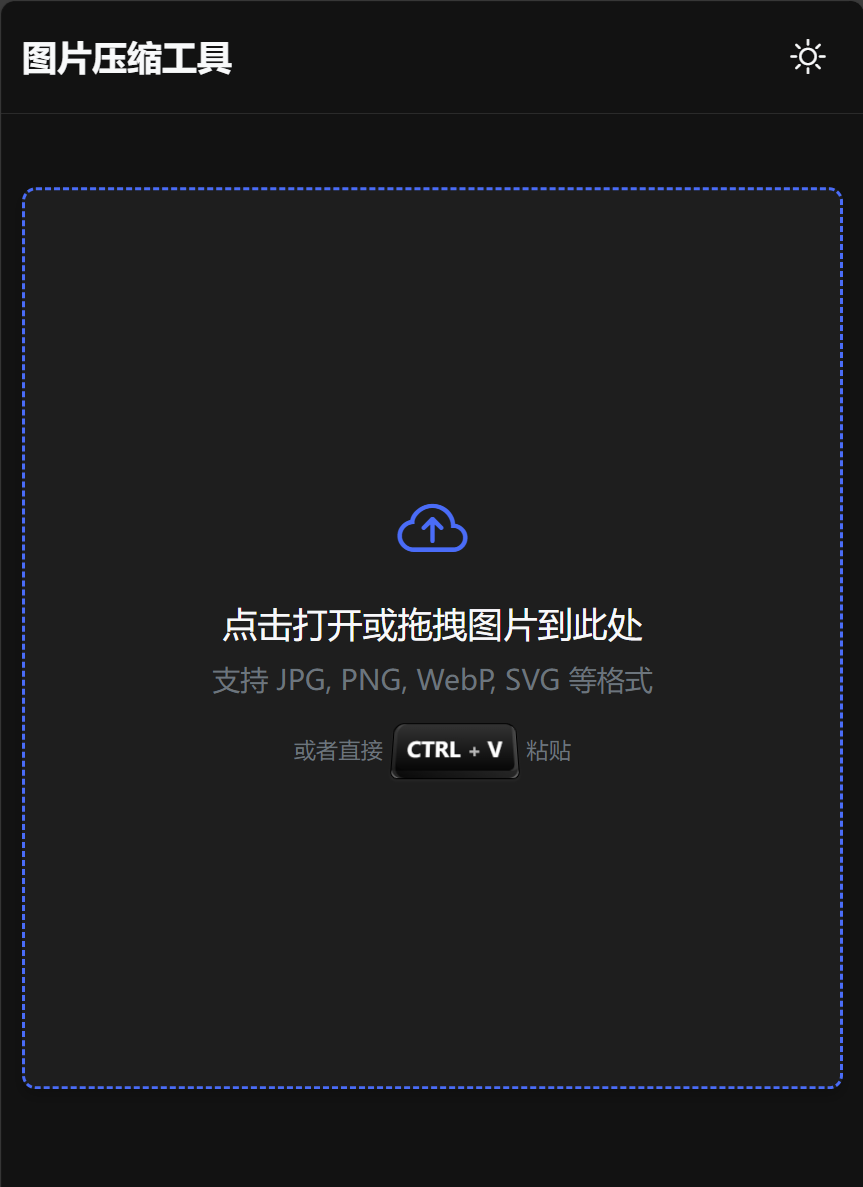 图片压缩工具
点击打开或拖拽图片到此处
支持 JPG, PNG, WebP, SVG 等格式
或者直接 CTRL + V 粘贴